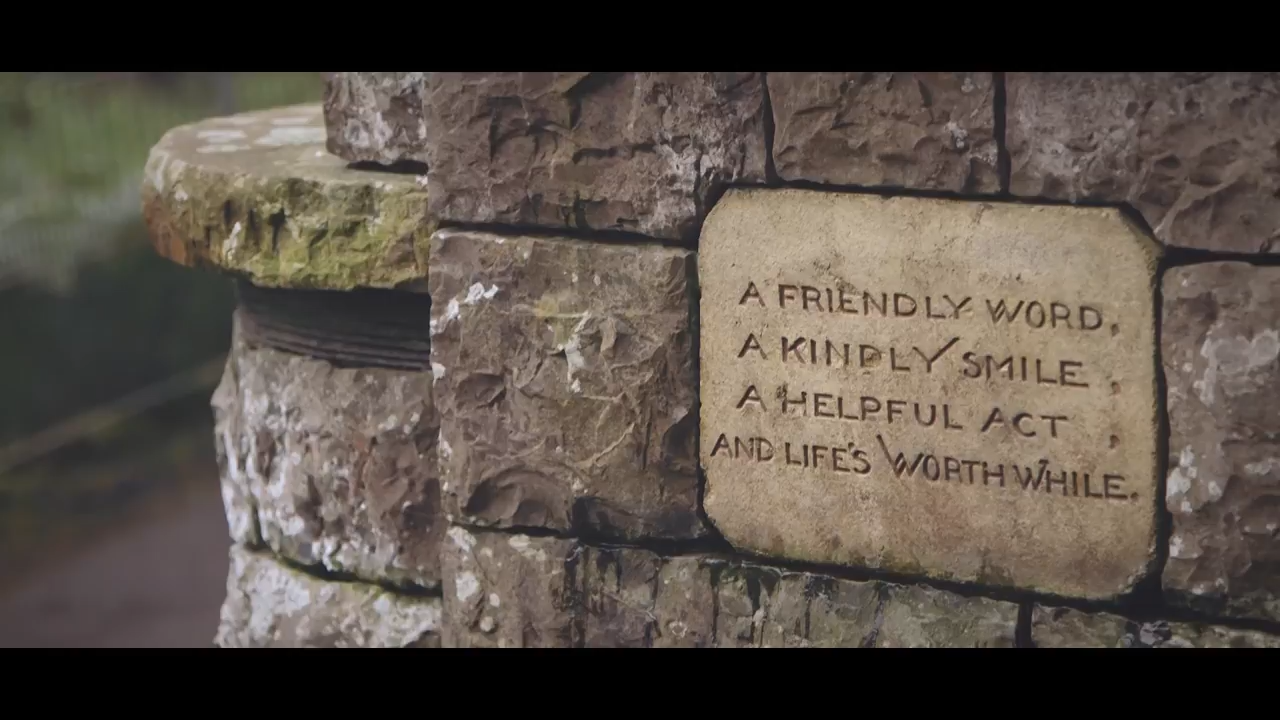 A FRIENDLY WORD,
A KINDLY SMILE ,
A HELPFUL ACT ,
AND LIFE'S WORTH WHILE.